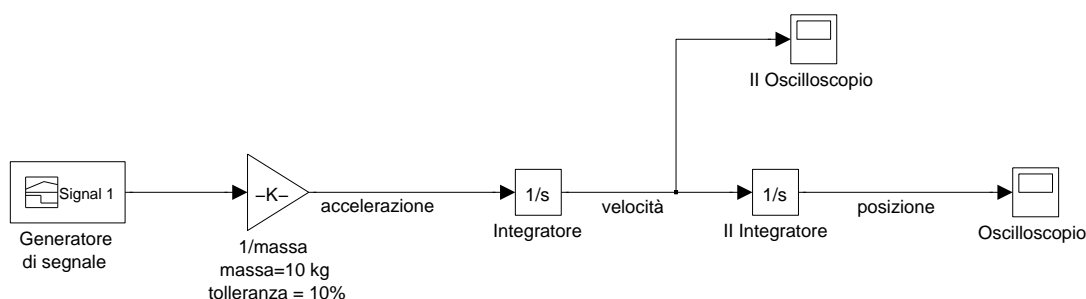 II Oscilloscopio
Signal 1
Generatore
di segnale
–K–
1/massa
massa=10 kg
tolleranza = 10%
accelerazione
1/s
Integratore
velocità
1/s
II Integratore
posizione
Oscilloscopio